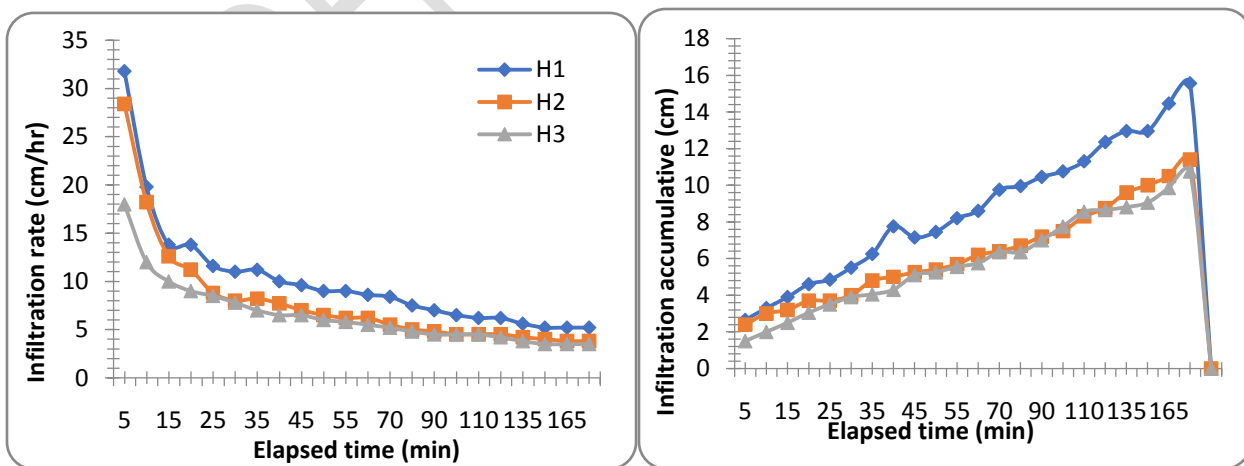 35
30
25
20
15
10
5
0
Infiltration rate (cm/hr)
H1
H2
H3
5 15 25 35 45 55 70 90 110 135 165
Elapsed time (min)
18
16
14
12
10
8
6
4
2
0
Infiltration accumulative (cm)
5 15 25 35 45 55 70 90 110 135 165
Elapsed time (min)